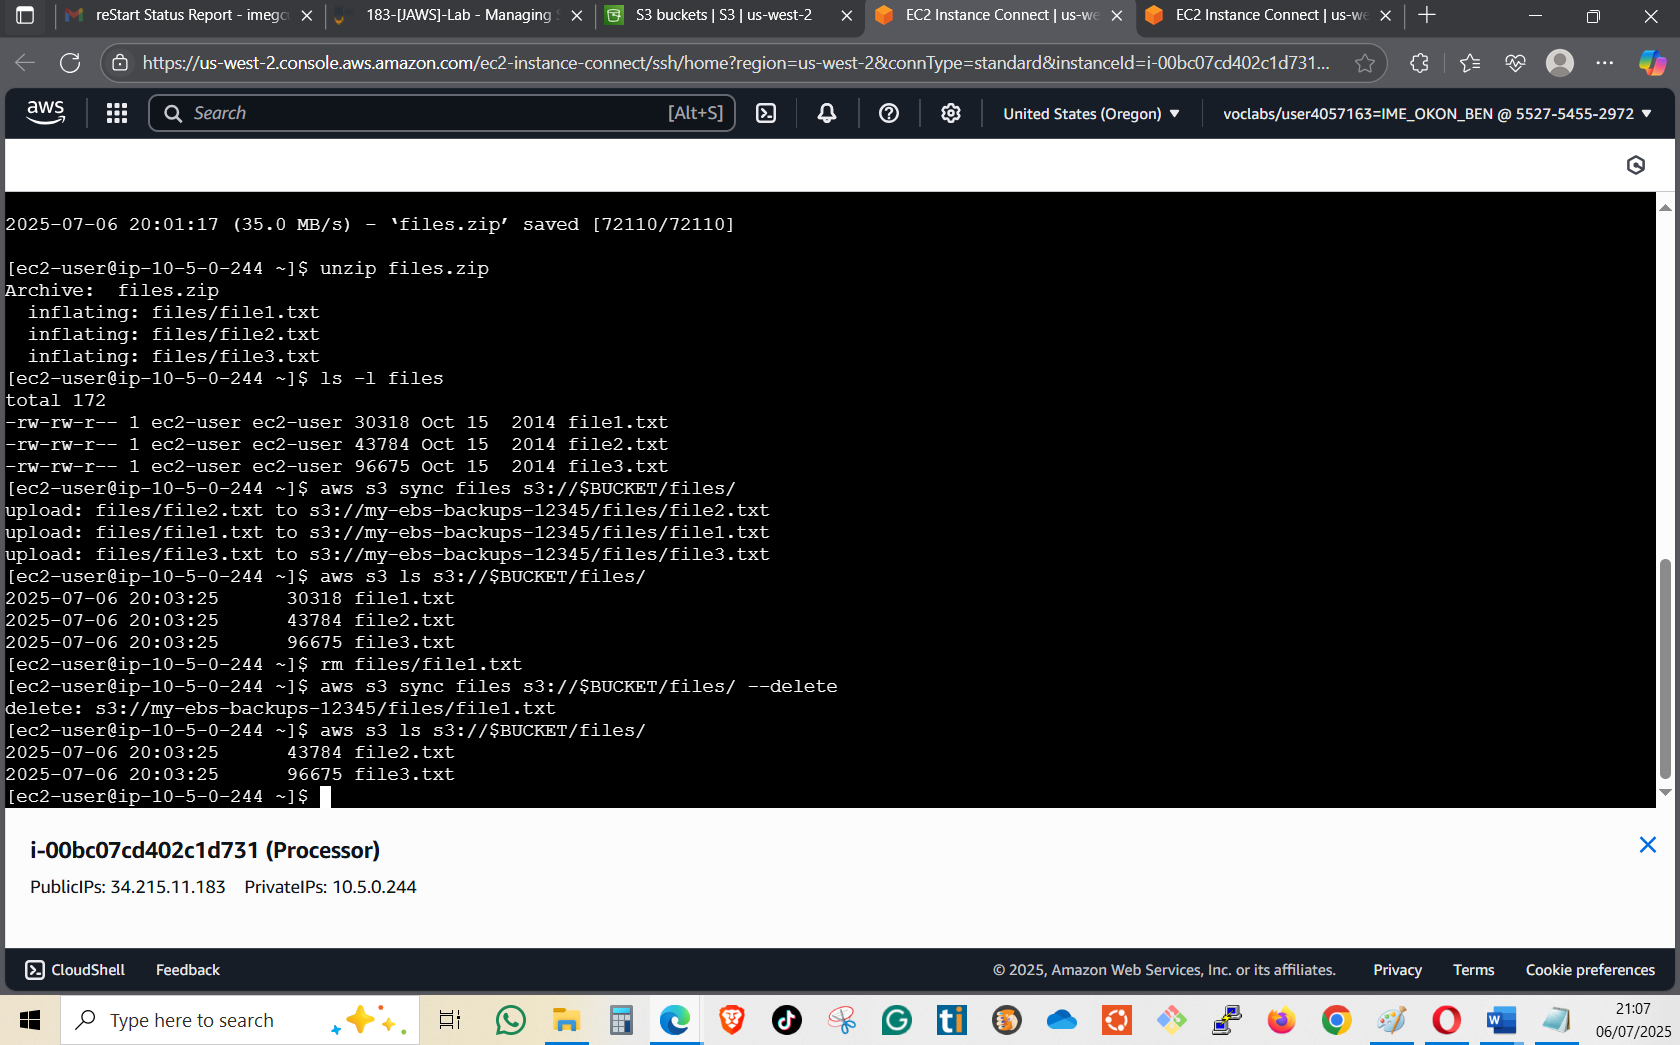 reStart Status Report - imegc
183-[JAWS]-Lab - Managing S
S3 buckets | S3 | us-west-2
EC2 Instance Connect | us-we
EC2 Instance Connect | us-we
https://us-west-2.console.aws.amazon.com/ec2-instance-connect/ssh/home?region=us-west-2&connType=standard&instanceId=i-00bc07cd402c1d731...
aws
Search
[Alt+S]
United States (Oregon)
voclabs/user4057163=IME_OKON_BEN @ 5527-5455-2972
2025-07-06 20:01:17 (35.0 MB/s) - ‘files.zip’ saved [72110/72110]
[ec2-user@ip-10-5-0-244 ~]$ unzip files.zip
Archive:  files.zip
  inflating: files/file1.txt
  inflating: files/file2.txt
  inflating: files/file3.txt
[ec2-user@ip-10-5-0-244 ~]$ ls -l files
total 172
-rw-rw-r-- 1 ec2-user ec2-user 30318 Oct 15  2014 file1.txt
-rw-rw-r-- 1 ec2-user ec2-user 43784 Oct 15  2014 file2.txt
-rw-rw-r-- 1 ec2-user ec2-user 96675 Oct 15  2014 file3.txt
[ec2-user@ip-10-5-0-244 ~]$ aws s3 sync files s3://$BUCKET/files/
upload: files/file2.txt to s3://my-ebs-backups-12345/files/file2.txt
upload: files/file1.txt to s3://my-ebs-backups-12345/files/file1.txt
upload: files/file3.txt to s3://my-ebs-backups-12345/files/file3.txt
[ec2-user@ip-10-5-0-244 ~]$ aws s3 ls s3://$BUCKET/files/
2025-07-06 20:03:25      30318 file1.txt
2025-07-06 20:03:25      43784 file2.txt
2025-07-06 20:03:25      96675 file3.txt
[ec2-user@ip-10-5-0-244 ~]$ rm files/file1.txt
[ec2-user@ip-10-5-0-244 ~]$ aws s3 sync files s3://$BUCKET/files/ --delete
delete: s3://my-ebs-backups-12345/files/file1.txt
[ec2-user@ip-10-5-0-244 ~]$ aws s3 ls s3://$BUCKET/files/
2025-07-06 20:03:25      43784 file2.txt
2025-07-06 20:03:25      96675 file3.txt
[ec2-user@ip-10-5-0-244 ~]$
i-00bc07cd402c1d731 (Processor)
PublicIPs: 34.215.11.183    PrivateIPs: 10.5.0.244
CloudShell
Feedback
© 2025, Amazon Web Services, Inc. or its affiliates.
Privacy
Terms
Cookie preferences
Type here to search
21:07
06/07/2025